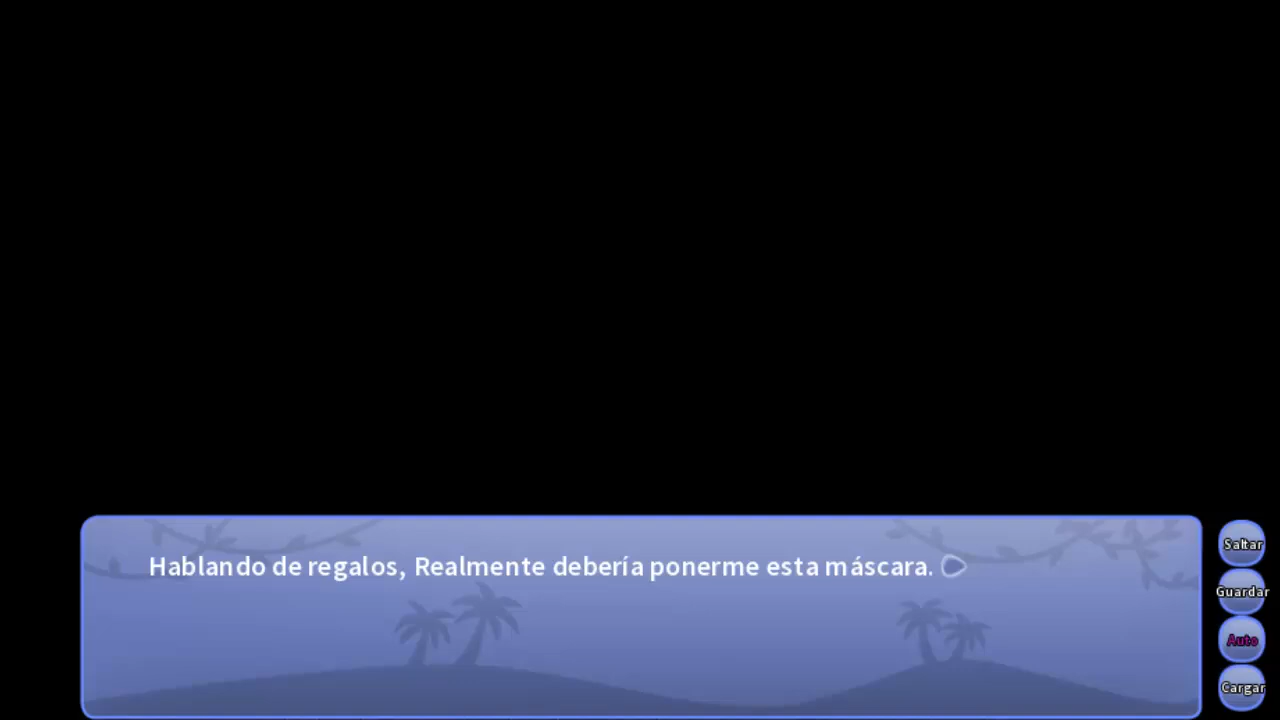 Hablando de regalos, Realmente debería ponerme esta máscara.
Saltar
Guardar
Auto
Cargar